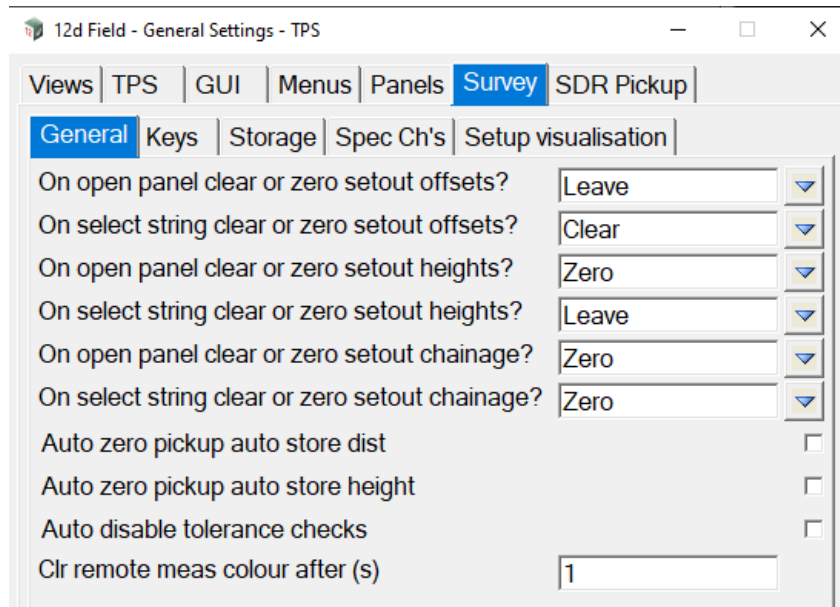 12d Field - General Settings - TPS
Views TPS GUI Menus Panels Survey SDR Pickup
General Keys Storage Spec Ch's Setup visualisation
On open panel clear or zero setout offsets? Leave
On select string clear or zero setout offsets? Clear
On open panel clear or zero setout heights? Zero
On select string clear or zero setout heights? Leave
On open panel clear or zero setout chainage? Zero
On select string clear or zero setout chainage? Zero
Auto zero pickup auto store dist
Auto zero pickup auto store height
Auto disable tolerance checks
Clr remote meas colour after (s) 1